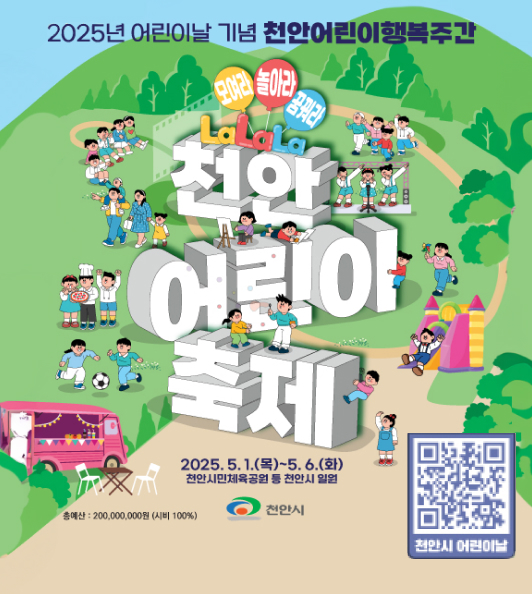 2025년 어린이날 기념 천안어린이행복주간
모여라 놀아라 꿈꿔라
LaLaLa
천안
어린이
축제
2025. 5. 1.(목)~5. 6.(화)
천안시민체육공원 등 천안시 일원
천안시
총예산 : 200,000,000원 (시비 100%)
천안시 어린이날